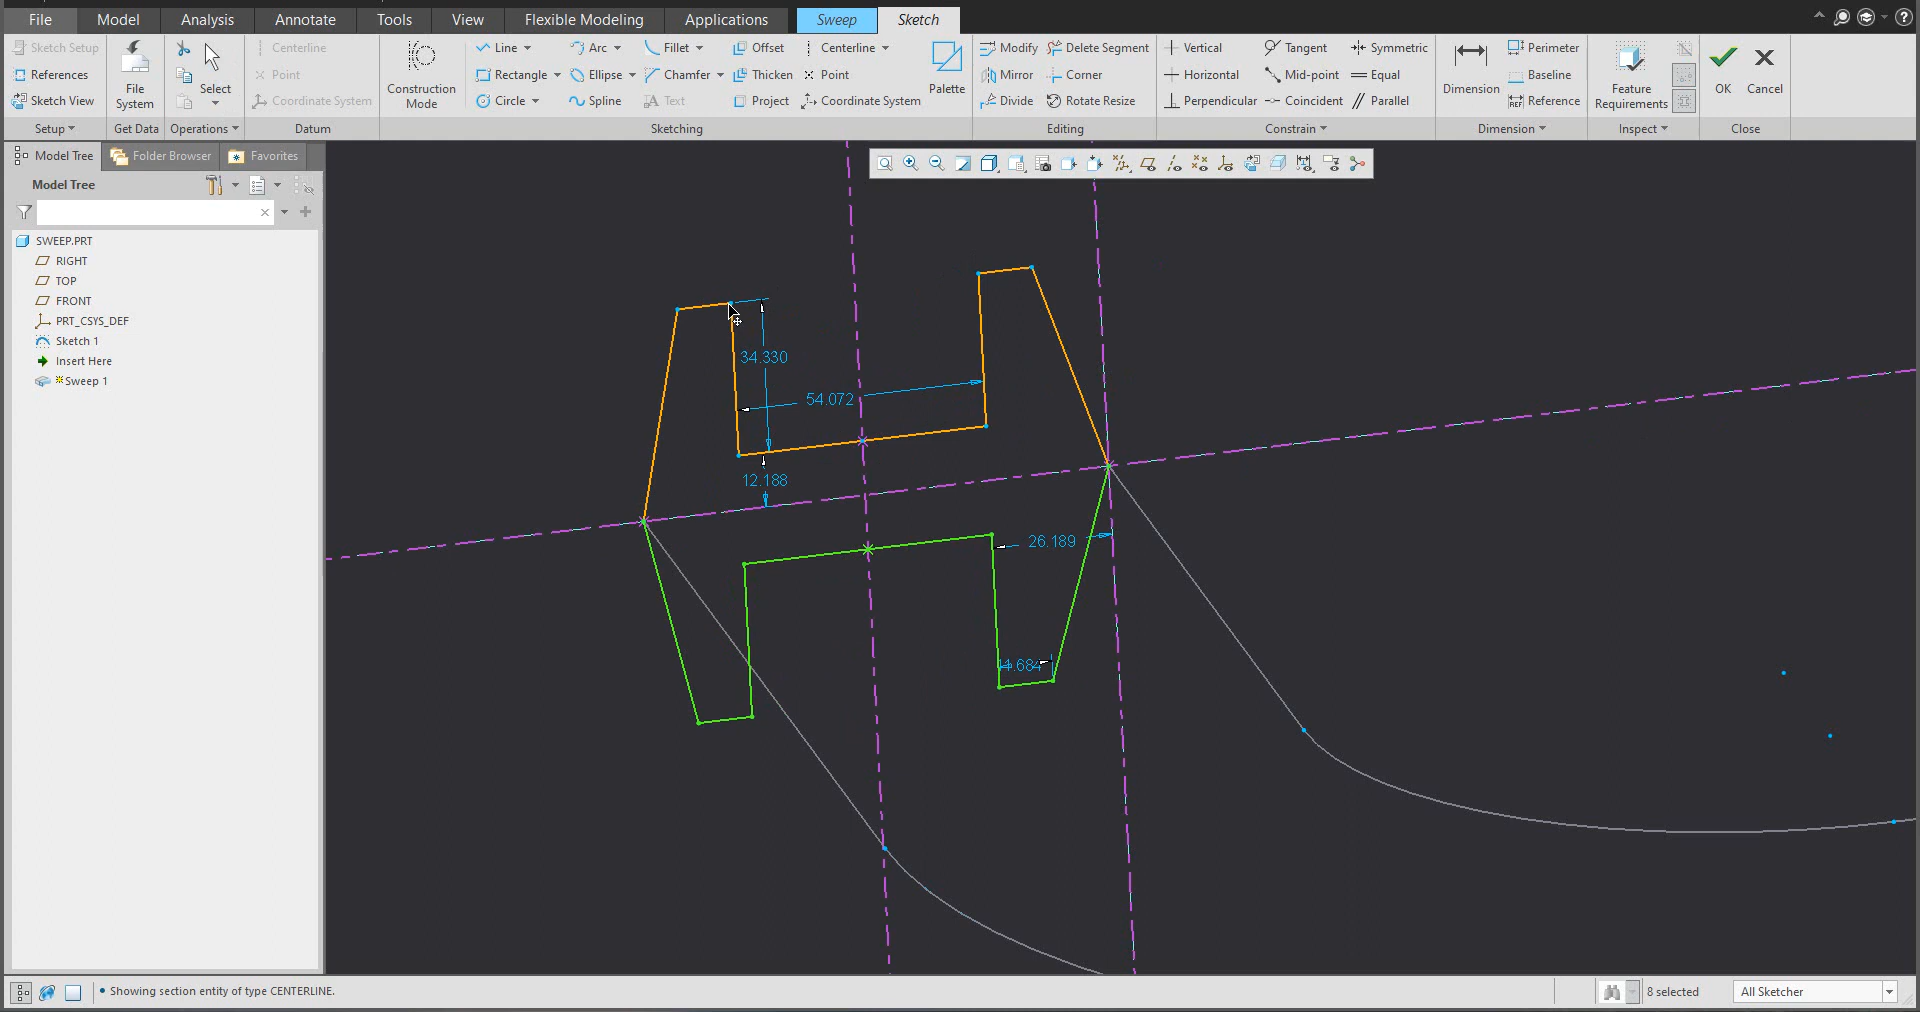 File Model Analysis Annotate Tools View Flexible Modeling Applications Sweep Sketch
Sketch Setup
References
Sketch View
Setup
File System
Get Data
Select
Operations
Centerline
Point
Coordinate System
Datum
Construction Mode
Line Arc Fillet Offset Centerline
Rectangle Ellipse Chamfer Thicken Point
Circle Spline Text Project Coordinate System
Palette
Sketching
Modify Delete Segment
Mirror Corner
Divide Rotate Resize
Editing
Vertical Tangent Symmetric
Horizontal Mid-point Equal
Perpendicular Coincident Parallel
Constrain
Dimension
Perimeter
Baseline
REF Reference
Dimension
Feature Requirements
Inspect
OK Cancel
Close
Model Tree Folder Browser Favorites
Model Tree
SWEEP.PRT
RIGHT
TOP
FRONT
PRT_CSYS_DEF
Sketch 1
Insert Here
Sweep 1
34.330
54.072
12.188
26.189
11.684
Showing section entity of type CENTERLINE.
8 selected
All Sketcher